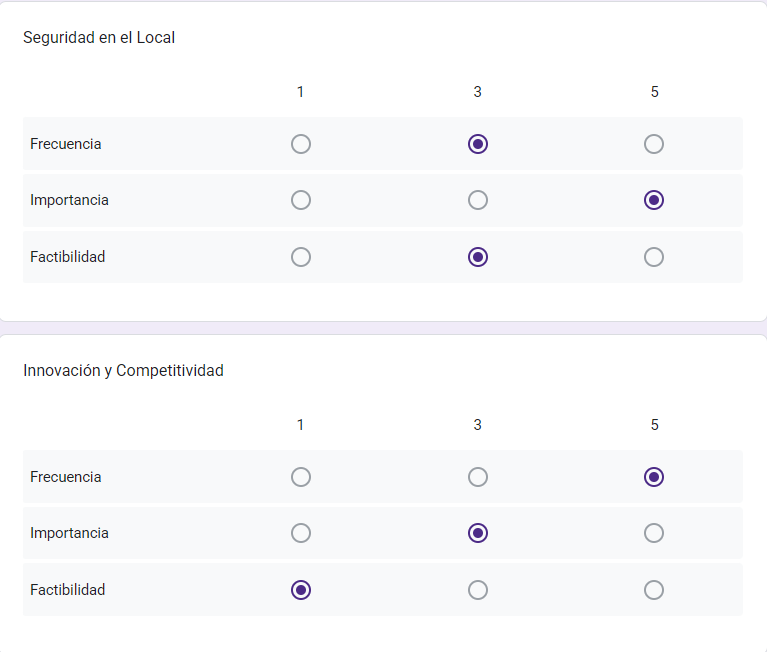 Seguridad en el Local
1 3 5
Frecuencia
Importancia
Factibilidad
Innovación y Competitividad
1 3 5
Frecuencia
Importancia
Factibilidad